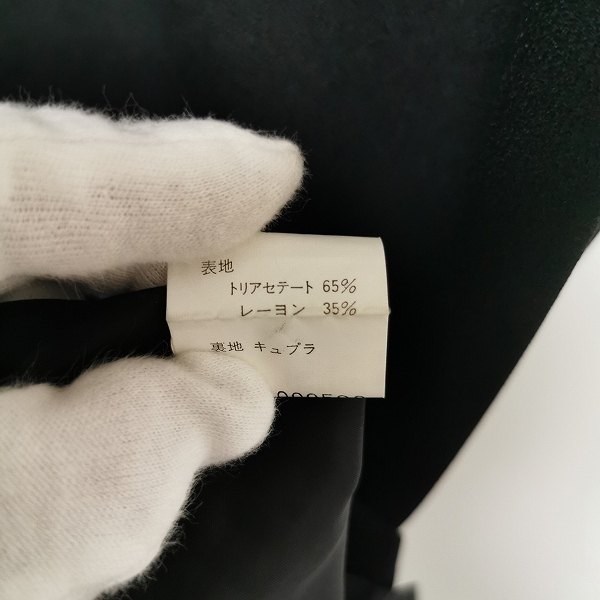 表地
トリアセテート 65%
レーヨン 35%
裏地 キュプラ